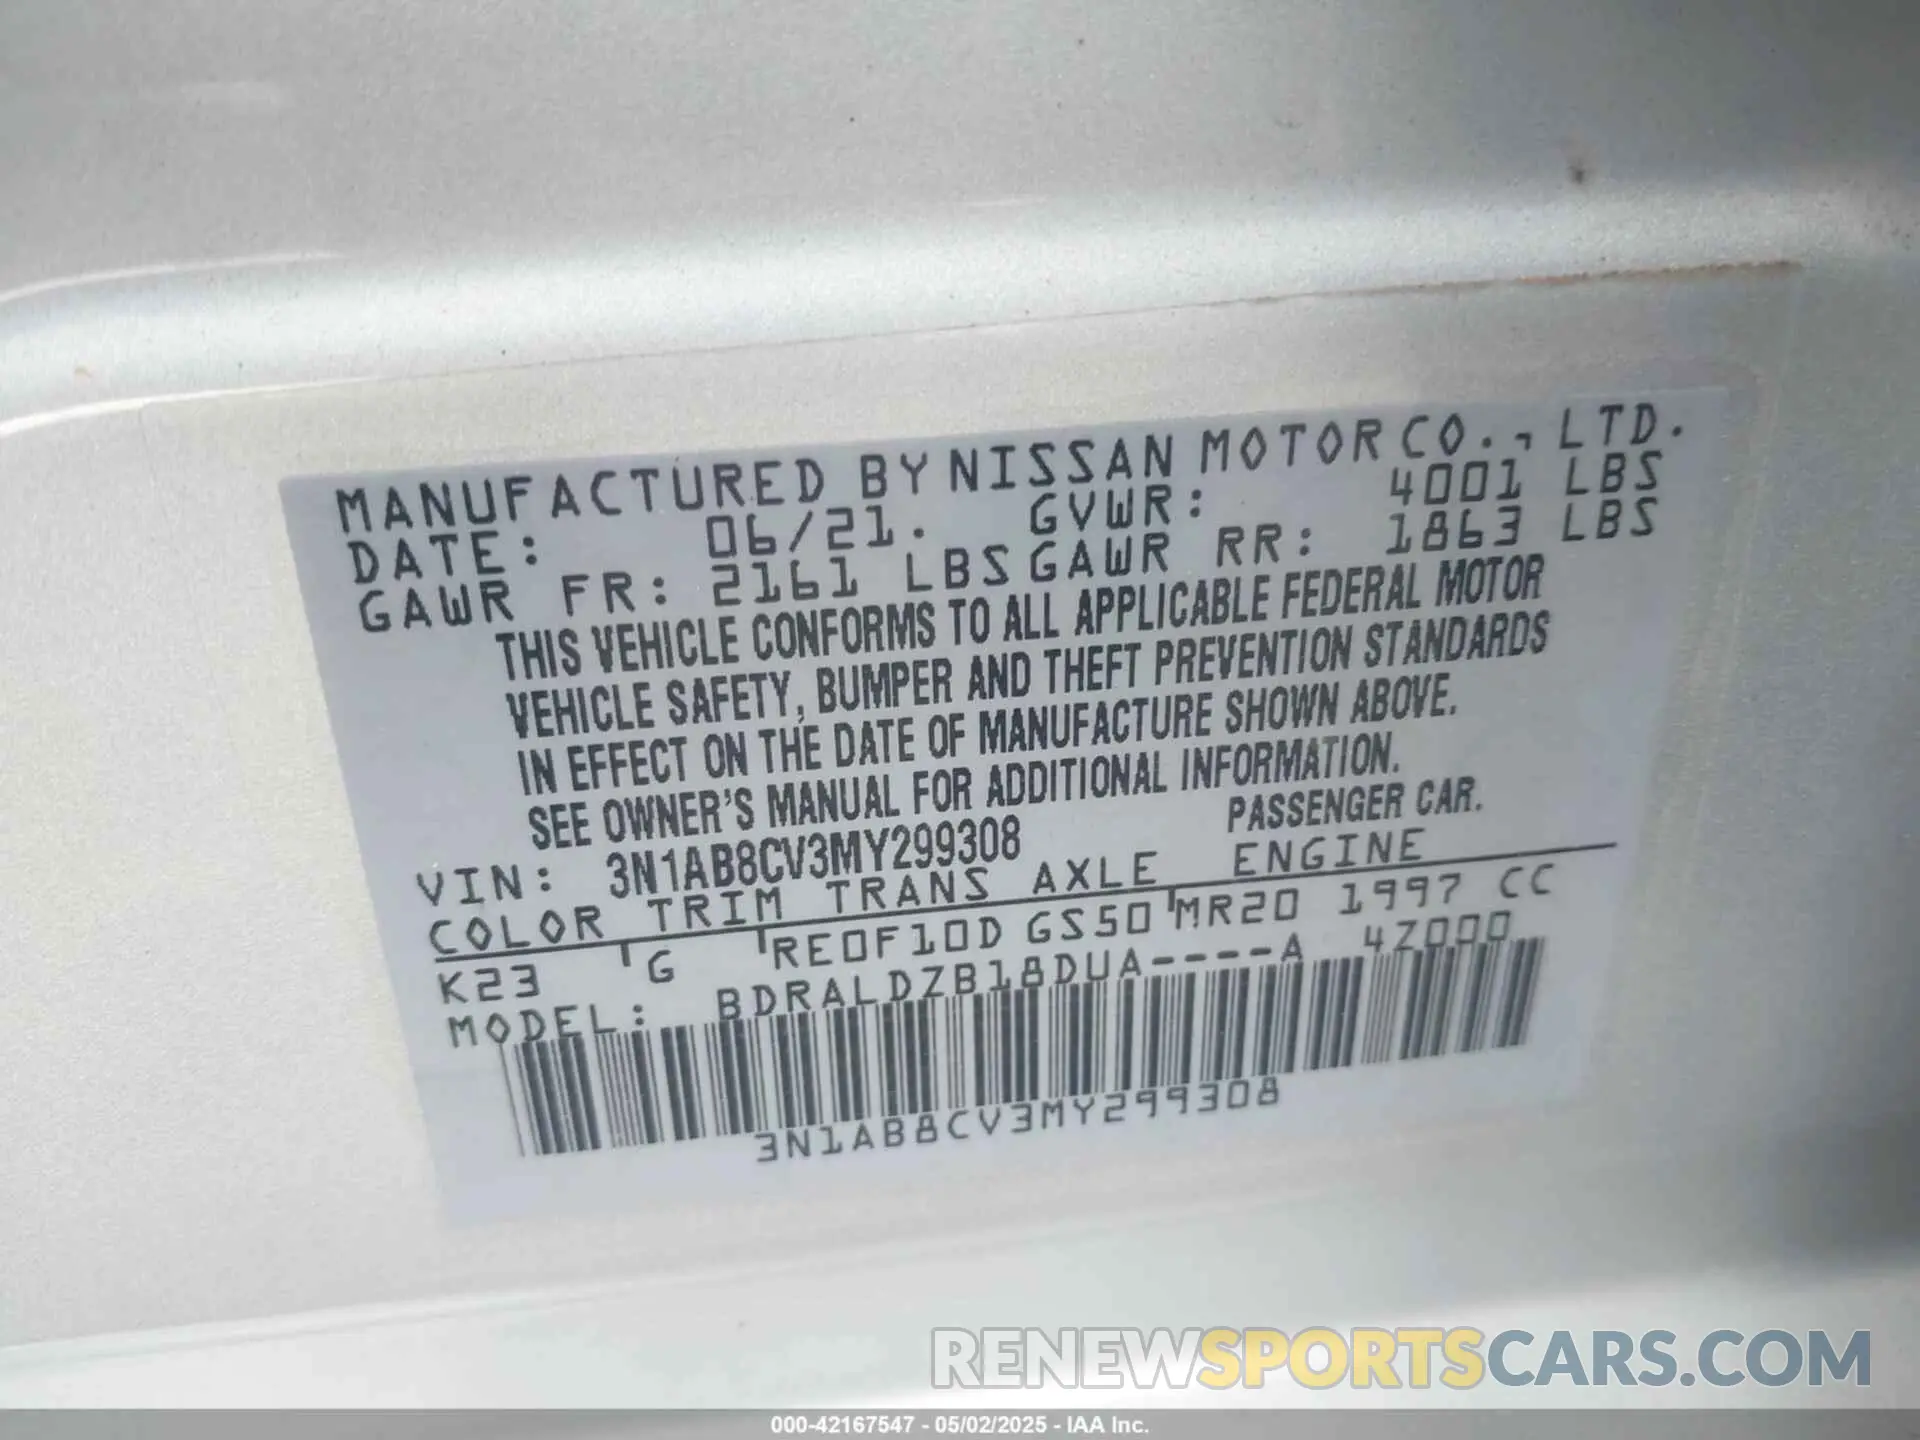 MANUFACTURED BY NISSAN MOTOR CO., LTD.
DATE: 06/21. GVWR: 4001 LBS
GAWR FR: 2161 LBS GAWR RR: 1863 LBS
THIS VEHICLE CONFORMS TO ALL APPLICABLE FEDERAL MOTOR
VEHICLE SAFETY, BUMPER AND THEFT PREVENTION STANDARDS
IN EFFECT ON THE DATE OF MANUFACTURE SHOWN ABOVE.
SEE OWNER'S MANUAL FOR ADDITIONAL INFORMATION.
VIN: 3N1AB8CV3MY299308 PASSENGER CAR.
COLOR TRIM TRANS AXLE ENGINE
K23 G RE0F10D GS50 MR20 1997 CC
MODEL: BDRALDZB18DUA----A 4Z000
3N1AB8CV3MY299308
RENEWSPORTSCARS.COM
000-42167547 - 05/02/2025 - IAA Inc.